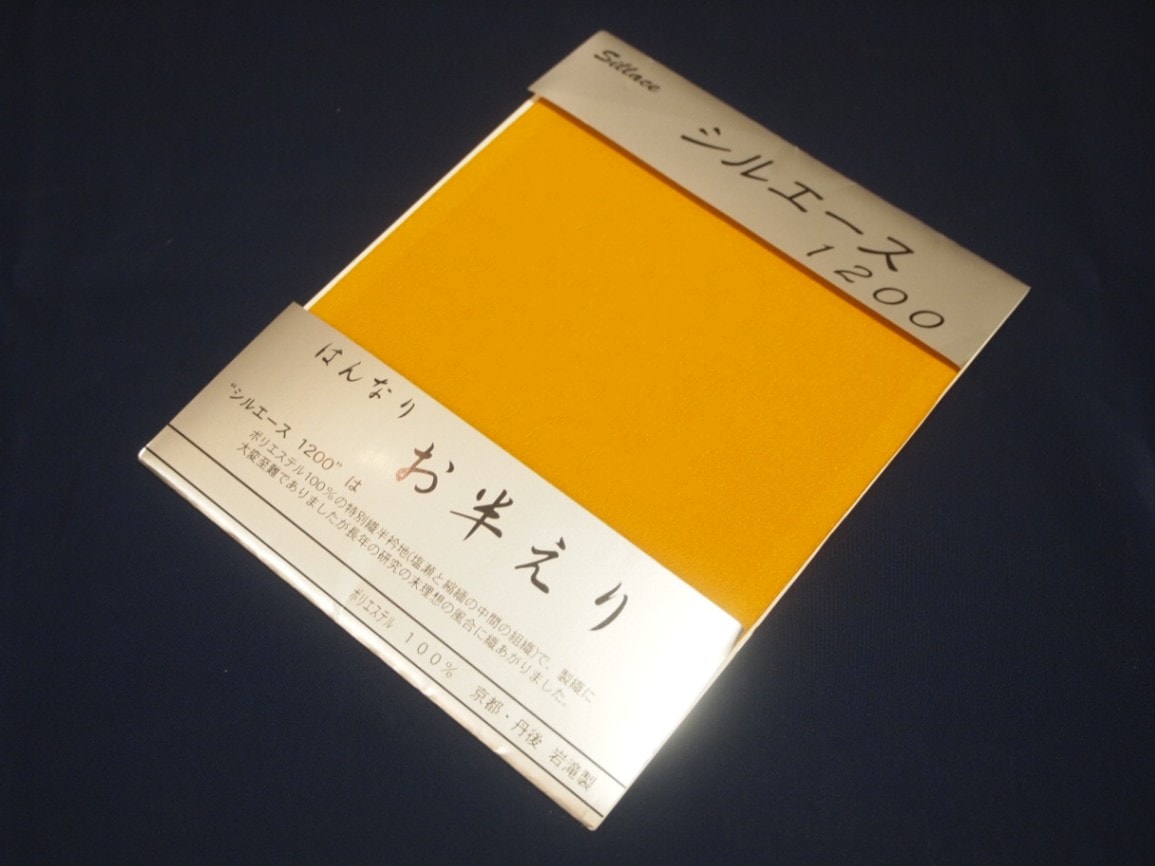 Sillace
シルエース
1200
はんなり
お半えり
"シルエース 1200" は
ポリエステル100%の特別織半衿地(塩瀬と縮緬の中間の組織)で、製織に
大変至難でありましたが長年の研究の末理想の風合に織あがりました。
ポリエステル 100% 京都・丹後 岩滝製